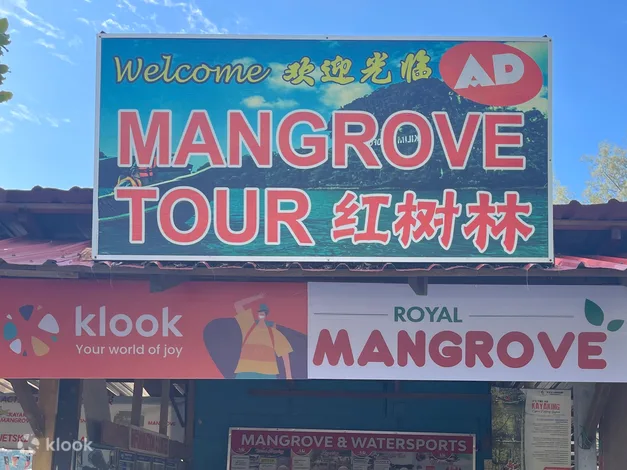 Welcome 欢迎光临 AD
MANGROVE
TOUR 红树林
klook
Your world of joy
ROYAL
MANGROVE
MANGROVE & WATERSPORTS
KAYAKING
klook